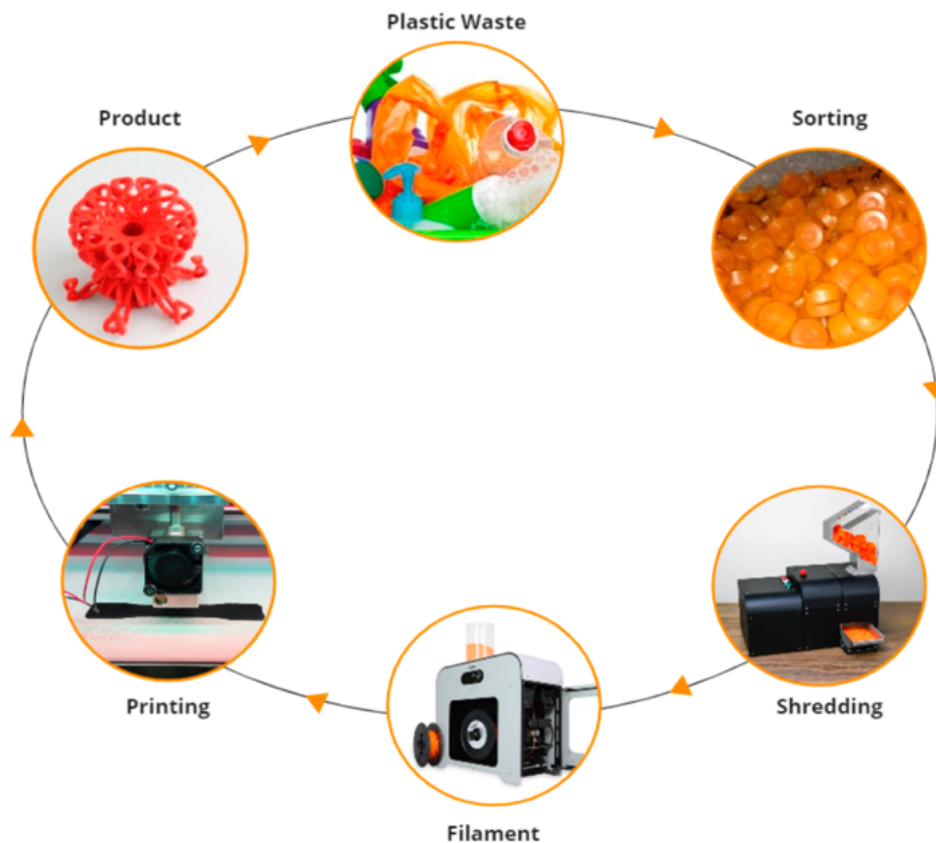 Plastic Waste
Product
Sorting
Printing
Shredding
Filament